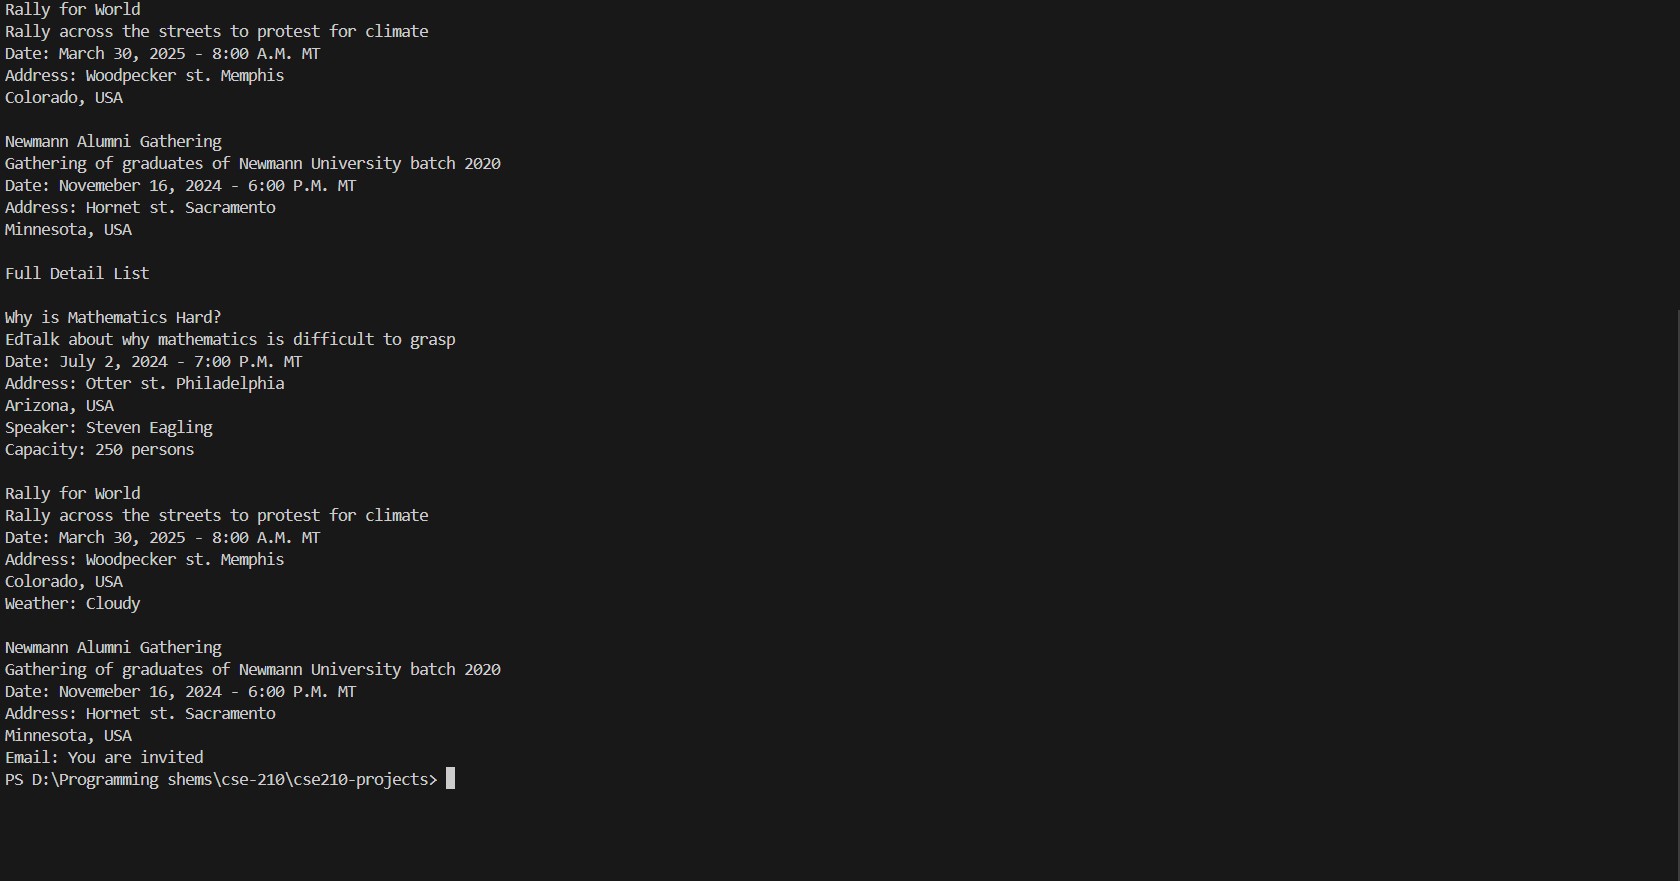 Rally for World
Rally across the streets to protest for climate
Date: March 30, 2025 - 8:00 A.M. MT
Address: Woodpecker st. Memphis
Colorado, USA
Newmann Alumni Gathering
Gathering of graduates of Newmann University batch 2020
Date: Novemeber 16, 2024 - 6:00 P.M. MT
Address: Hornet st. Sacramento
Minnesota, USA
Full Detail List
Why is Mathematics Hard?
EdTalk about why mathematics is difficult to grasp
Date: July 2, 2024 - 7:00 P.M. MT
Address: Otter st. Philadelphia
Arizona, USA
Speaker: Steven Eagling
Capacity: 250 persons
Rally for World
Rally across the streets to protest for climate
Date: March 30, 2025 - 8:00 A.M. MT
Address: Woodpecker st. Memphis
Colorado, USA
Weather: Cloudy
Newmann Alumni Gathering
Gathering of graduates of Newmann University batch 2020
Date: Novemeber 16, 2024 - 6:00 P.M. MT
Address: Hornet st. Sacramento
Minnesota, USA
Email: You are invited
PS D:\Programming shems\cse-210\cse210-projects>